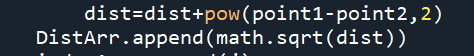 dist=dist+pow(point1-point2,2)
DistArr.append(math.sqrt(dist))